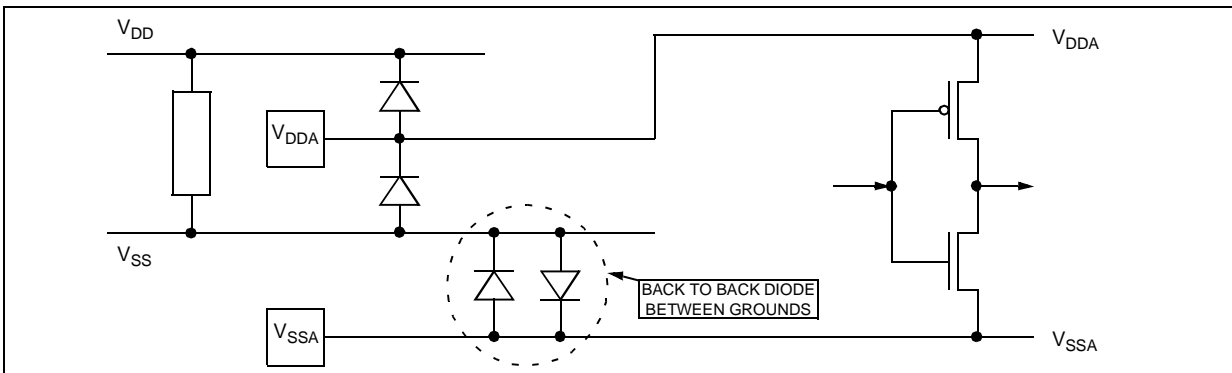 VDD
VDDA
VDDA
VSS
BACK TO BACK DIODE
BETWEEN GROUNDS
VSSA
VSSA